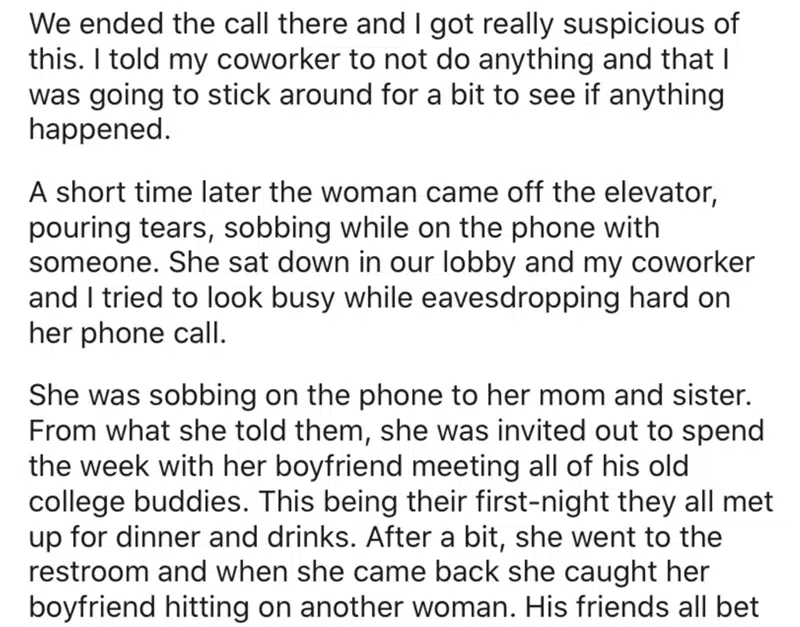 We ended the call there and I got really suspicious of
this. I told my coworker to not do anything and that I
was going to stick around for a bit to see if anything
happened.
A short time later the woman came off the elevator,
pouring tears, sobbing while on the phone with
someone. She sat down in our lobby and my coworker
and I tried to look busy while eavesdropping hard on
her phone call.
She was sobbing on the phone to her mom and sister.
From what she told them, she was invited out to spend
the week with her boyfriend meeting all of his old
college buddies. This being their first-night they all met
up for dinner and drinks. After a bit, she went to the
restroom and when she came back she caught her
boyfriend hitting on another woman. His friends all bet